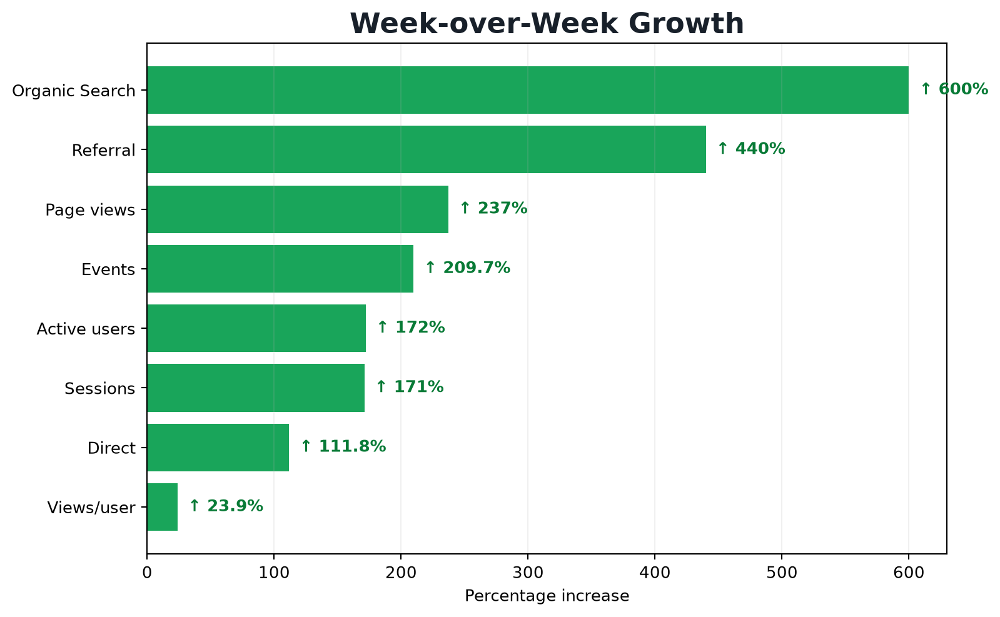 Week-over-Week Growth
Organic Search ↑ 600%
Referral ↑ 440%
Page views ↑ 237%
Events ↑ 209.7%
Active users ↑ 172%
Sessions ↑ 171%
Direct ↑ 111.8%
Views/user ↑ 23.9%
0 100 200 300 400 500 600
Percentage increase